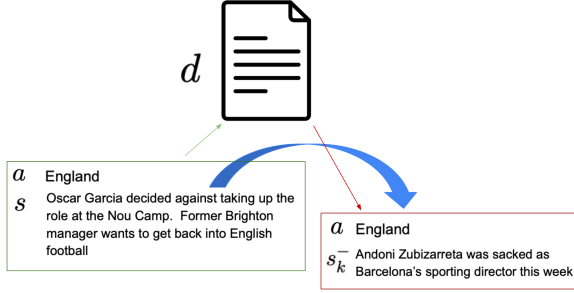 d
a England
s Oscar Garcia decided against taking up the
role at the Nou Camp. Former Brighton
manager wants to get back into English
football
a England
s_k^- Andoni Zubizarreta was sacked as
Barcelona's sporting director this week